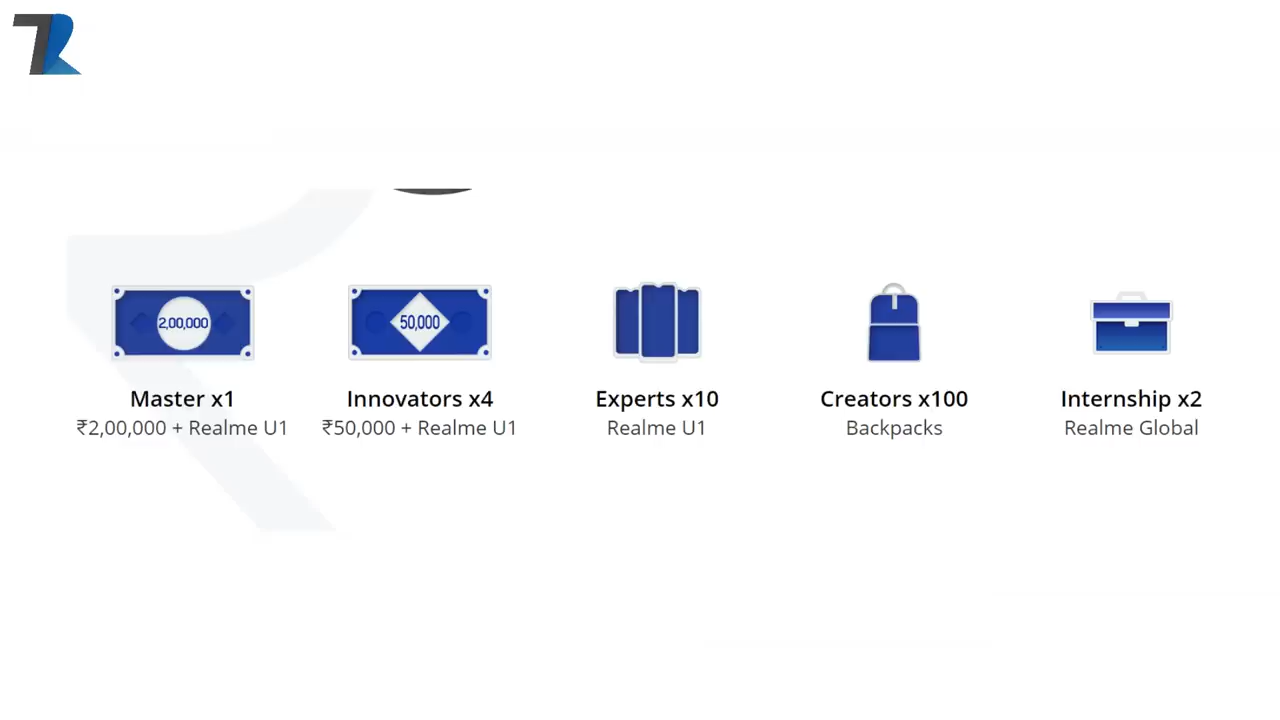 2,00,000
50,000
Master x1
₹2,00,000 + Realme U1
Innovators x4
₹50,000 + Realme U1
Experts x10
Realme U1
Creators x100
Backpacks
Internship x2
Realme Global